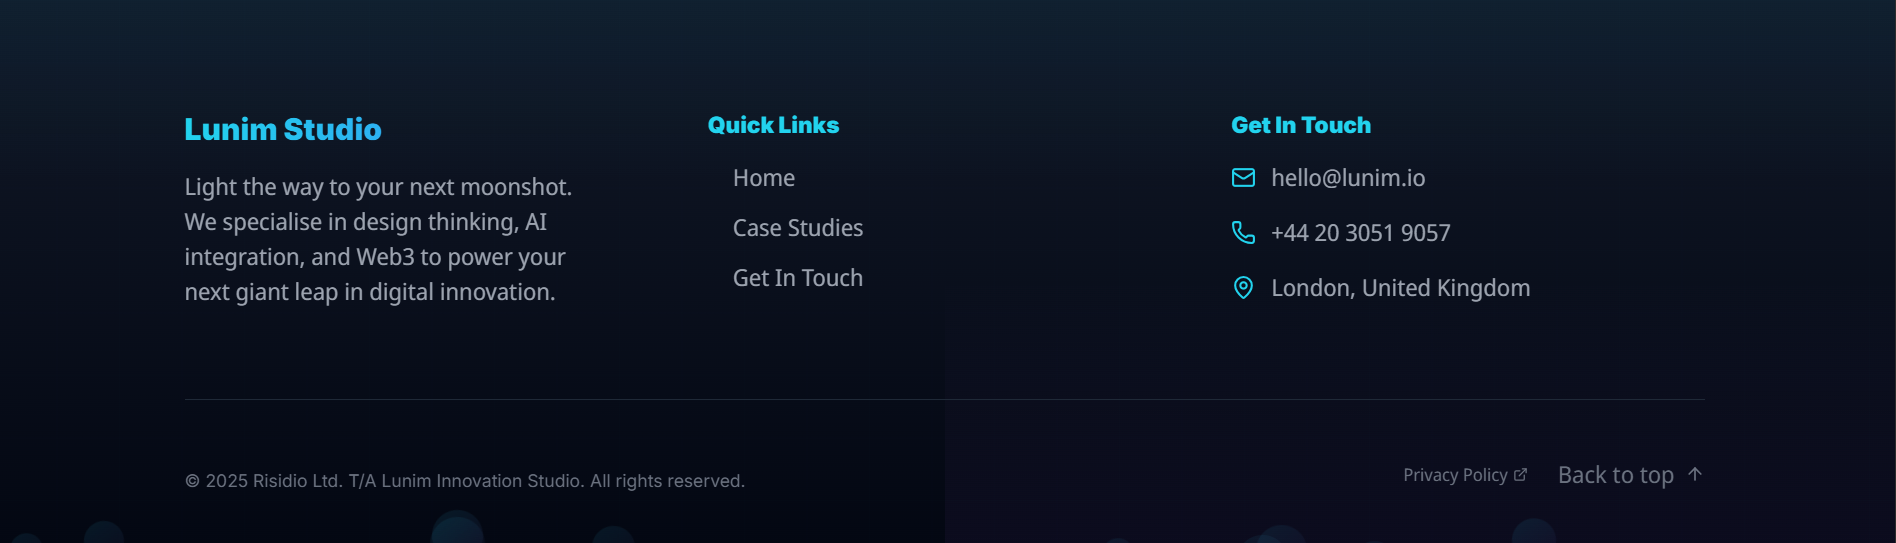 Lunim Studio
Light the way to your next moonshot.
We specialise in design thinking, AI
integration, and Web3 to power your
next giant leap in digital innovation.
Quick Links
Home
Case Studies
Get In Touch
Get In Touch
hello@lunim.io
+44 20 3051 9057
London, United Kingdom
© 2025 Risidio Ltd. T/A Lunim Innovation Studio. All rights reserved.
Privacy Policy
Back to top